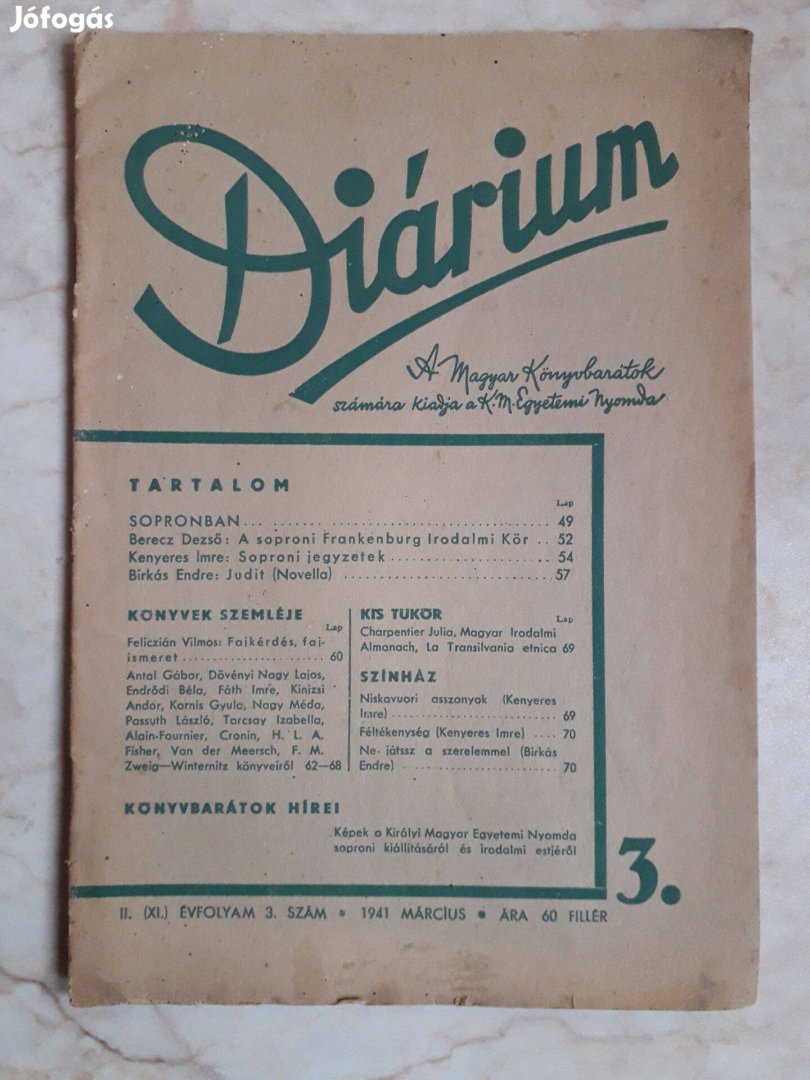 Jófogás
Diárium
A Magyar Könyvbarátok
számára kiadja a K. M. Egyetemi Nyomda
TARTALOM
Lap
SOPRONBAN... 49
Berecz Dezső: A soproni Frankenburg Irodalmi Kör .. 52
Kenyeres Imre: Soproni jegyzetek .. 54
Birkás Endre: Judit (Novella) 57
KÖNYVEK SZEMLÉJE
Lap
Feliczián Vilmos: Fajkérdés, faj-
ismeret 60
Antal Gábor, Dövényi Nagy Lajos,
Endrődi Béla, Fáth Imre, Kinizsi
Andor, Kornis Gyula, Nagy Méda,
Passuth László, Tarcsay Izabella,
Alain-Fournier, Cronin, H. L. A.
Fisher, Van der Meersch, F. M.
Zweig—Winternitz könyveiről 62—68
KIS TÜKÖR
Lap
Charpentier Julia, Magyar Irodalmi
Almanach, La Transilvania etnica 69
SZÍNHÁZ
Niskavuori asszonyok (Kenyeres
Imre) 69
Féltékenység (Kenyeres Imre) 70
Ne játssz a szerelemmel (Birkás
Endre) 70
KÖNYVBARÁTOK HÍREI
Képek a Királyi Magyar Egyetemi Nyomda
soproni kiállításáról és irodalmi estjéről
3.
II. (XI.) ÉVFOLYAM 3. SZÁM • 1941 MÁRCIUS • ÁRA 60 FILLÉR